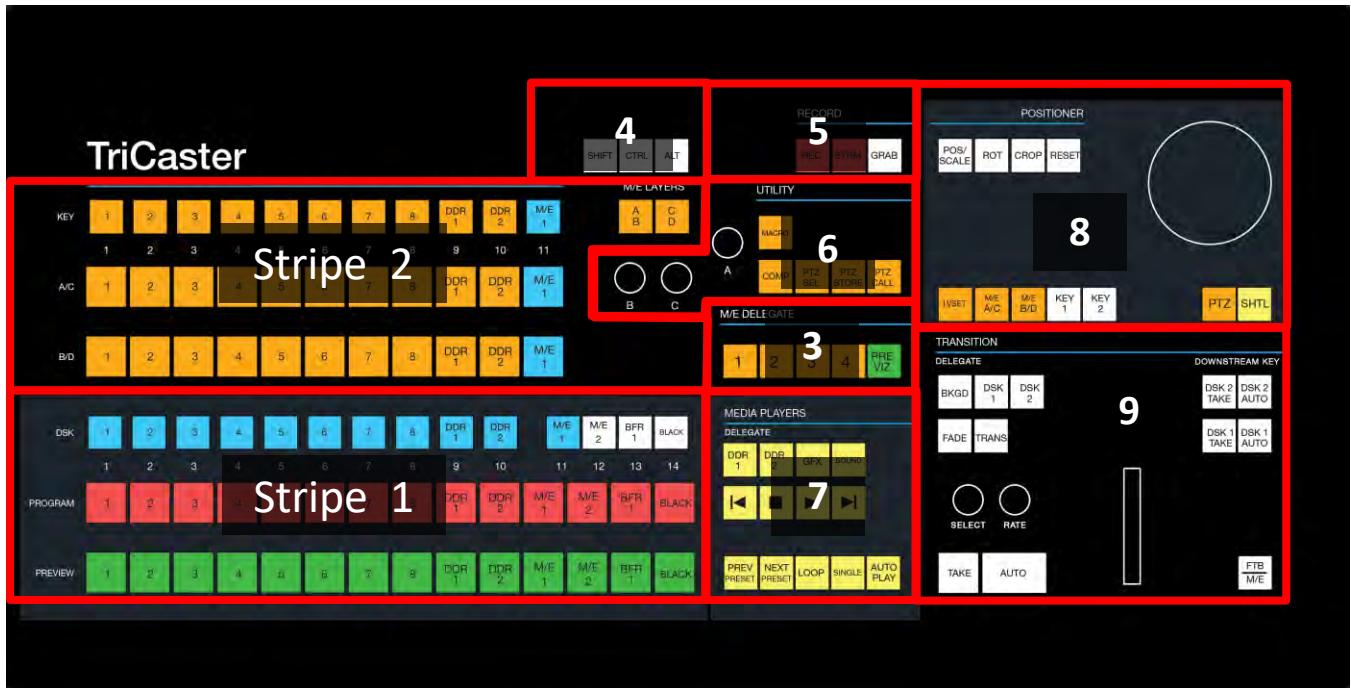 4
5
RECORD
POSITIONER
TriCaster
SHIFT CTRL ALT
REC STRM GRAB
POS/ SCALE ROT CROP RESET
M/E LAYERS
UTILITY
KEY 1 2 3 4 5 6 7 8 DDR 1 DDR 2 M/E 1
A B C D
MACRO
8
1 2 3 4 9 10 11
Stripe 2
A
6
COMP PTZ SEL PTZ STORE PTZ CALL
A/C 1 2 3 4 DDR 1 DDR 2 M/E 1
B C
LIVSET M/E A/C M/E B/D KEY 1 KEY 2 PTZ SHTL
M/E DELEGATE
3
B/D 1 2 3 4 5 6 7 8 DDR 1 DDR 2 M/E 1
1 2 3 4 PRE VIZ
TRANSITION
DELEGATE DOWNSTREAM KEY
BKGD DSK 1 DSK 2
DSK 2 TAKE DSK 2 AUTO
9
MEDIA PLAYERS
DELEGATE
DSK 1 2 3 4 5 6 7 8 DDR 1 DDR 2 M/E 1 M/E 2 BFR 1 BLACK
FADE TRANS
DSK 1 TAKE DSK 1 AUTO
DDR 1 DDR 2 GFX SOUND
1 2 3 4 5 6 7 8 9 10 11 12 13 14
Stripe 1
7
PROGRAM 1 2 3 4 DDR 1 DDR 2 M/E 1 M/E 2 BFR 1 BLACK
SELECT RATE
PREVIEW 1 2 3 4 5 6 7 8 DDR 1 DDR 2 M/E 1 M/E 2 BFR 1 BLACK
PREV PRESET NEXT PRESET LOOP SINGLE AUTO PLAY
TAKE AUTO
FTB M/E